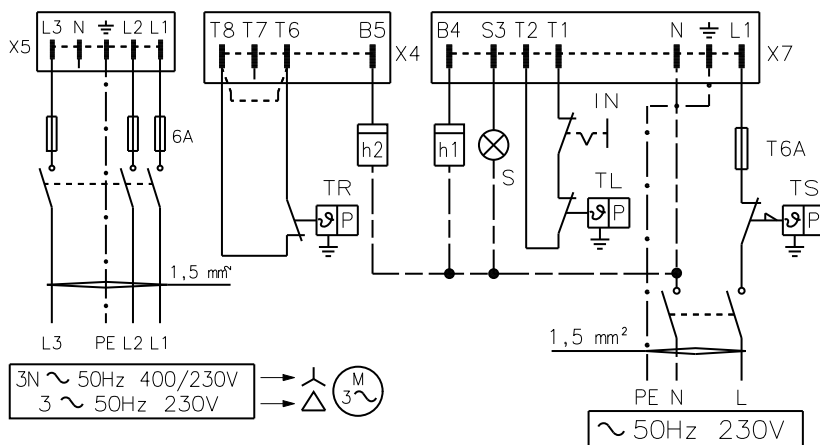 L3 N L2 L1
X5
6A
1,5 mm²
L3 PE L2 L1
3N ~ 50Hz 400/230V
3 ~ 50Hz 230V
M
3~
T8 T7 T6 B5
X4
h2
TR
ϑ P
B4 S3 T2 T1 N L1
X7
h1
S
IN
TL
ϑ P
T6A
TS
ϑ P
1,5 mm²
PE N L
~ 50Hz 230V